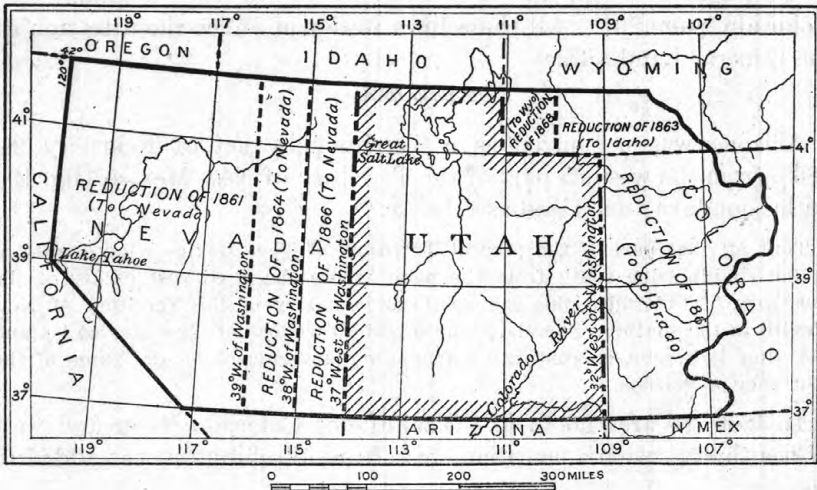 119° 117° 115° 113° 111° 109° 107°
42°
120°
OREGON
IDAHO
WYOMING
41°
41°
39°
39°
37°
37°
CALIFORNIA
NEVADA
UTAH
COLORADO
ARIZONA
N.MEX.
REDUCTION OF 1861
(To Nevada)
Lake Tahoe
39° W. of Washington
REDUCTION OF 1864 (To Nevada)
38° W. of Washington
REDUCTION OF 1866 (To Nevada)
37° West of Washington
Great
Salt Lake
(To Wyo)
REDUCTION
OF 1868
REDUCTION OF 1863
(To Idaho)
Colorado River
32° West of Wash.
REDUCTION OF 1861
(To Colorado)
119° 117° 115° 113° 111° 109° 107°
0 100 200 300 MILES